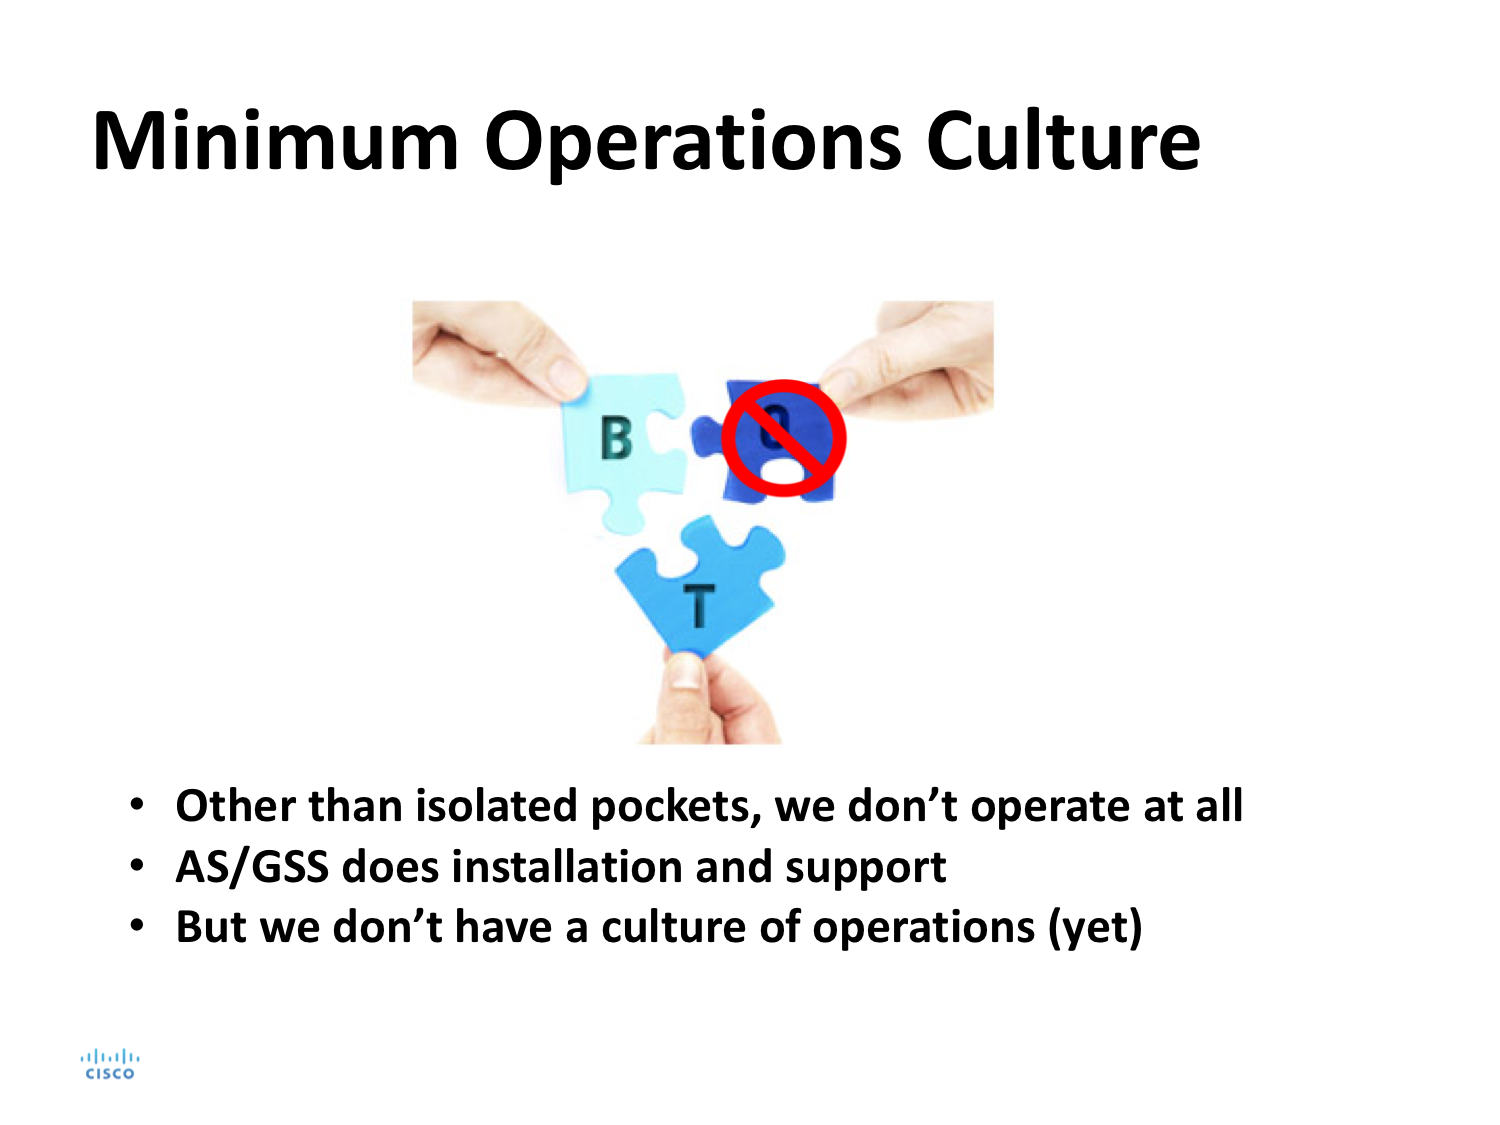 Minimum Operations Culture
B
O
T
• Other than isolated pockets, we don’t operate at all
• AS/GSS does installation and support
• But we don’t have a culture of operations (yet)
CISCO